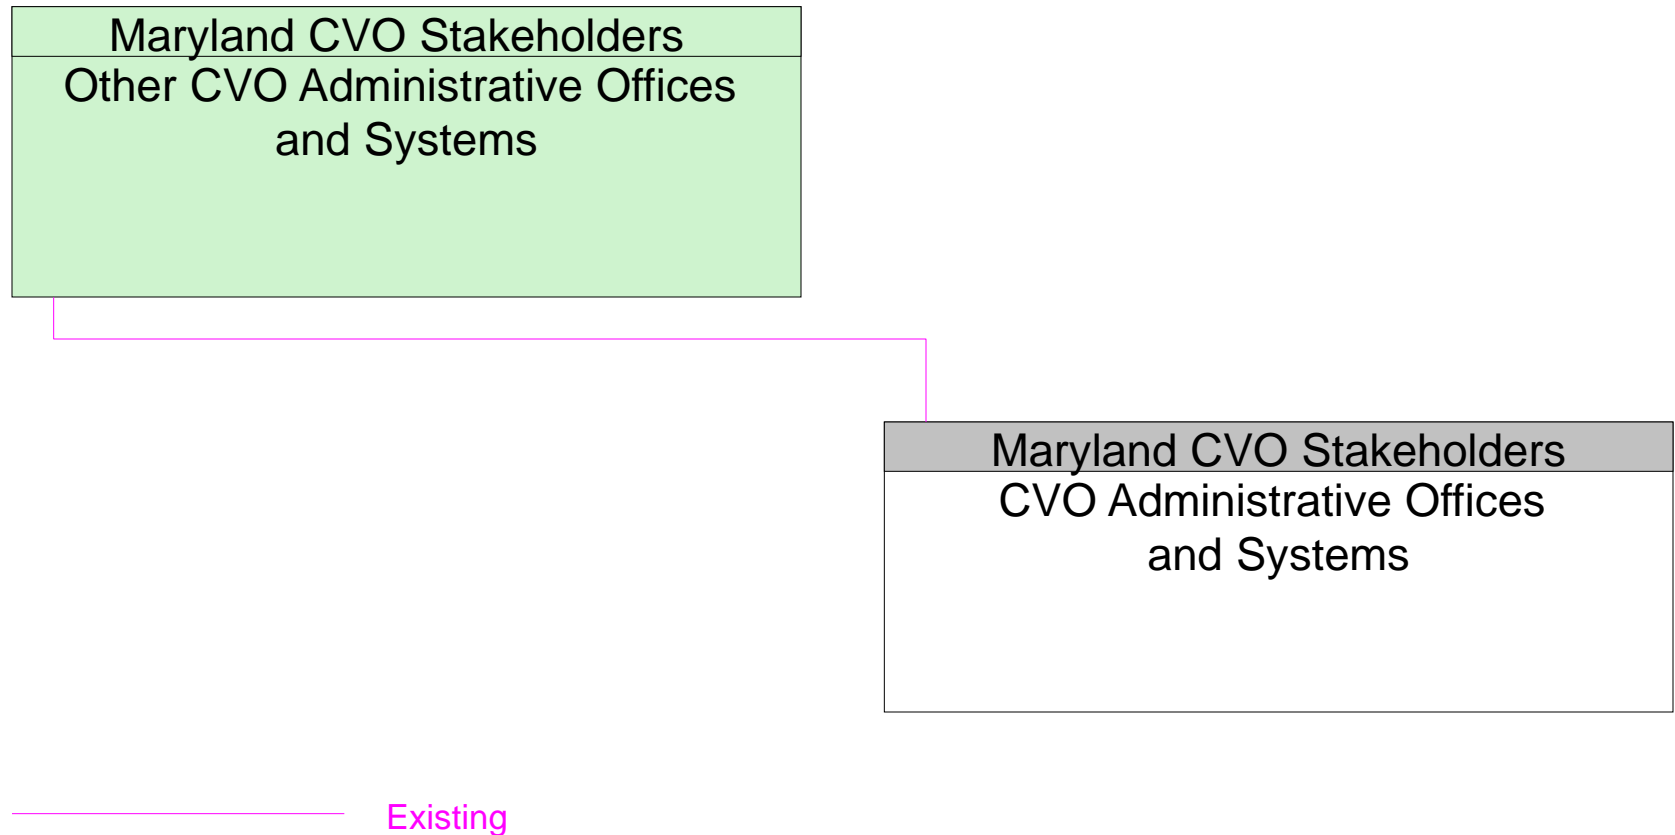 Maryland CVO Stakeholders
Other CVO Administrative Offices
and Systems
Maryland CVO Stakeholders
CVO Administrative Offices
and Systems
Existing